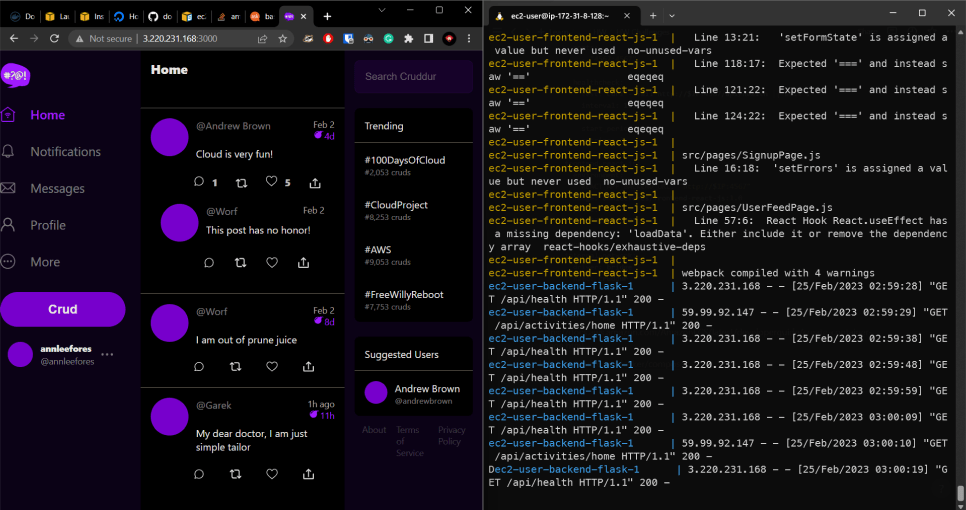 Do
La
Ins
Ho
do
ec
am
ba
ec2-user@ip-172-31-8-128:~
Not secure
3.220.231.168:3000
#?@!
Home
Notifications
Messages
Profile
More
Crud
annleefores
@annleefores
Home
@Andrew Brown
Feb 2
4d
Cloud is very fun!
1
5
@Worf
Feb 2
This post has no honor!
@Worf
Feb 2
8d
I am out of prune juice
@Garek
1h ago
11h
My dear doctor, I am just
simple tailor
Search Cruddur
Trending
#100DaysOfCloud
#2,053 cruds
#CloudProject
#8,253 cruds
#AWS
#9,053 cruds
#FreeWillyReboot
#7,753 cruds
Suggested Users
Andrew Brown
@andrewbrown
About
Terms
of
Service
Privacy
Policy
ec2-user-frontend-react-js-1 | Line 13:21: 'setFormState' is assigned a
value but never used no-unused-vars
ec2-user-frontend-react-js-1 | Line 118:17: Expected '===' and instead s
aw '==' eqeqeq
ec2-user-frontend-react-js-1 | Line 121:22: Expected '===' and instead s
aw '==' eqeqeq
ec2-user-frontend-react-js-1 | Line 124:22: Expected '===' and instead s
aw '==' eqeqeq
ec2-user-frontend-react-js-1 |
ec2-user-frontend-react-js-1 | src/pages/SignupPage.js
ec2-user-frontend-react-js-1 | Line 16:18: 'setErrors' is assigned a val
ue but never used no-unused-vars
ec2-user-frontend-react-js-1 |
ec2-user-frontend-react-js-1 | src/pages/UserFeedPage.js
ec2-user-frontend-react-js-1 | Line 57:6: React Hook React.useEffect has
a missing dependency: 'loadData'. Either include it or remove the dependenc
y array react-hooks/exhaustive-deps
ec2-user-frontend-react-js-1 |
ec2-user-frontend-react-js-1 | webpack compiled with 4 warnings
ec2-user-backend-flask-1 | 3.220.231.168 - - [25/Feb/2023 02:59:28] "GE
T /api/health HTTP/1.1" 200 -
ec2-user-backend-flask-1 | 59.99.92.147 - - [25/Feb/2023 02:59:29] "GET
/api/activities/home HTTP/1.1" 200 -
ec2-user-backend-flask-1 | 3.220.231.168 - - [25/Feb/2023 02:59:38] "GE
T /api/health HTTP/1.1" 200 -
ec2-user-backend-flask-1 | 3.220.231.168 - - [25/Feb/2023 02:59:48] "GE
T /api/health HTTP/1.1" 200 -
ec2-user-backend-flask-1 | 3.220.231.168 - - [25/Feb/2023 02:59:59] "GE
T /api/health HTTP/1.1" 200 -
ec2-user-backend-flask-1 | 3.220.231.168 - - [25/Feb/2023 03:00:09] "GE
T /api/health HTTP/1.1" 200 -
ec2-user-backend-flask-1 | 59.99.92.147 - - [25/Feb/2023 03:00:10] "GET
/api/activities/home HTTP/1.1" 200 -
Dec2-user-backend-flask-1 | 3.220.231.168 - - [25/Feb/2023 03:00:19] "G
ET /api/health HTTP/1.1" 200 -